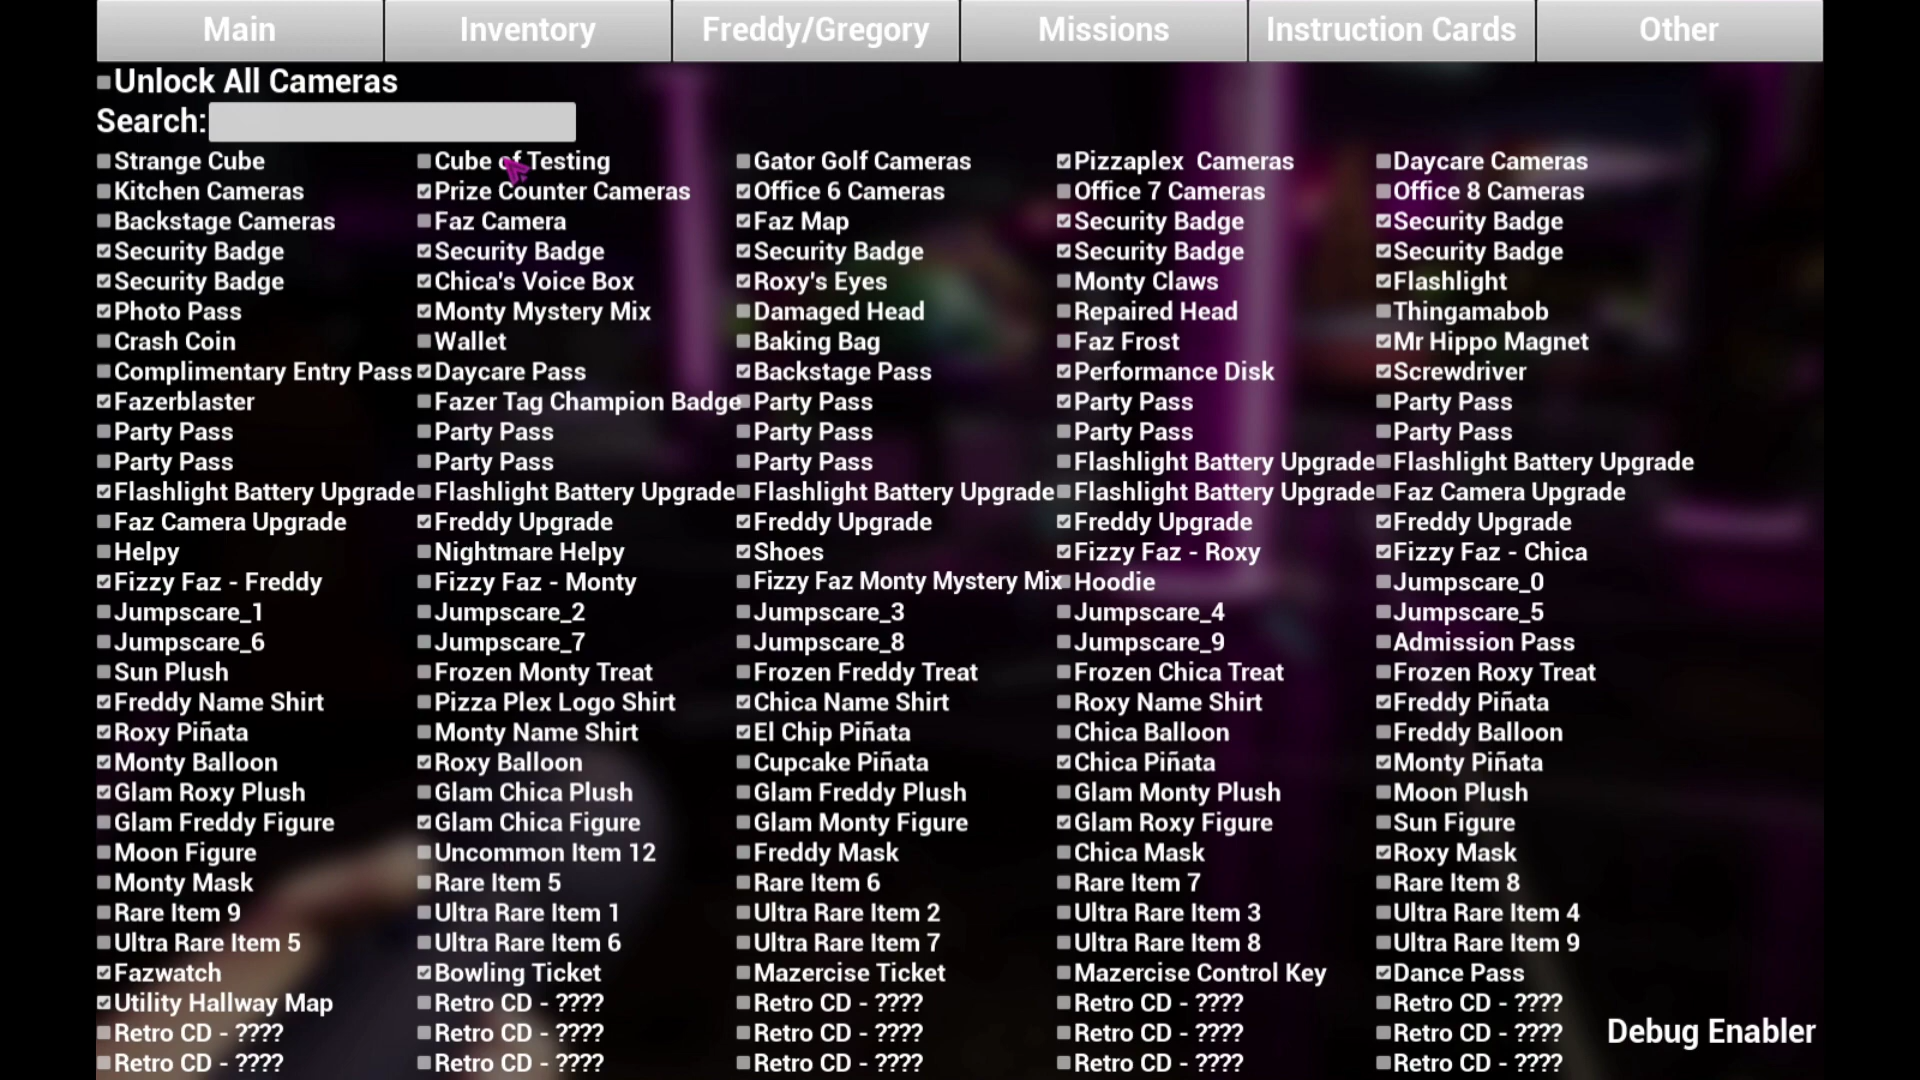 Main Inventory Freddy/Gregory Missions Instruction Cards Other
Unlock All Cameras
Search:
Strange Cube Cube of Testing Gator Golf Cameras Pizzaplex  Cameras Daycare Cameras
Kitchen Cameras Prize Counter Cameras Office 6 Cameras Office 7 Cameras Office 8 Cameras
Backstage Cameras Faz Camera Faz Map Security Badge Security Badge
Security Badge Security Badge Security Badge Security Badge Security Badge
Security Badge Chica's Voice Box Roxy's Eyes Monty Claws Flashlight
Photo Pass Monty Mystery Mix Damaged Head Repaired Head Thingamabob
Crash Coin Wallet Baking Bag Faz Frost Mr Hippo Magnet
Complimentary Entry Pass Daycare Pass Backstage Pass Performance Disk Screwdriver
Fazerblaster Fazer Tag Champion Badge Party Pass Party Pass Party Pass
Party Pass Party Pass Party Pass Party Pass Party Pass
Party Pass Party Pass Party Pass Flashlight Battery Upgrade Flashlight Battery Upgrade
Flashlight Battery Upgrade Flashlight Battery Upgrade Flashlight Battery Upgrade Flashlight Battery Upgrade Faz Camera Upgrade
Faz Camera Upgrade Freddy Upgrade Freddy Upgrade Freddy Upgrade Freddy Upgrade
Helpy Nightmare Helpy Shoes Fizzy Faz - Roxy Fizzy Faz - Chica
Fizzy Faz - Freddy Fizzy Faz - Monty Fizzy Faz Monty Mystery Mix Hoodie Jumpscare_0
Jumpscare_1 Jumpscare_2 Jumpscare_3 Jumpscare_4 Jumpscare_5
Jumpscare_6 Jumpscare_7 Jumpscare_8 Jumpscare_9 Admission Pass
Sun Plush Frozen Monty Treat Frozen Freddy Treat Frozen Chica Treat Frozen Roxy Treat
Freddy Name Shirt Pizza Plex Logo Shirt Chica Name Shirt Roxy Name Shirt Freddy Piñata
Roxy Piñata Monty Name Shirt El Chip Piñata Chica Balloon Freddy Balloon
Monty Balloon Roxy Balloon Cupcake Piñata Chica Piñata Monty Piñata
Glam Roxy Plush Glam Chica Plush Glam Freddy Plush Glam Monty Plush Moon Plush
Glam Freddy Figure Glam Chica Figure Glam Monty Figure Glam Roxy Figure Sun Figure
Moon Figure Uncommon Item 12 Freddy Mask Chica Mask Roxy Mask
Monty Mask Rare Item 5 Rare Item 6 Rare Item 7 Rare Item 8
Rare Item 9 Ultra Rare Item 1 Ultra Rare Item 2 Ultra Rare Item 3 Ultra Rare Item 4
Ultra Rare Item 5 Ultra Rare Item 6 Ultra Rare Item 7 Ultra Rare Item 8 Ultra Rare Item 9
Fazwatch Bowling Ticket Mazercise Ticket Mazercise Control Key Dance Pass
Utility Hallway Map Retro CD - ???? Retro CD - ???? Retro CD - ???? Retro CD - ????
Retro CD - ???? Retro CD - ???? Retro CD - ???? Retro CD - ???? Retro CD - ???? Debug Enabler
Retro CD - ???? Retro CD - ???? Retro CD - ???? Retro CD - ???? Retro CD - ????